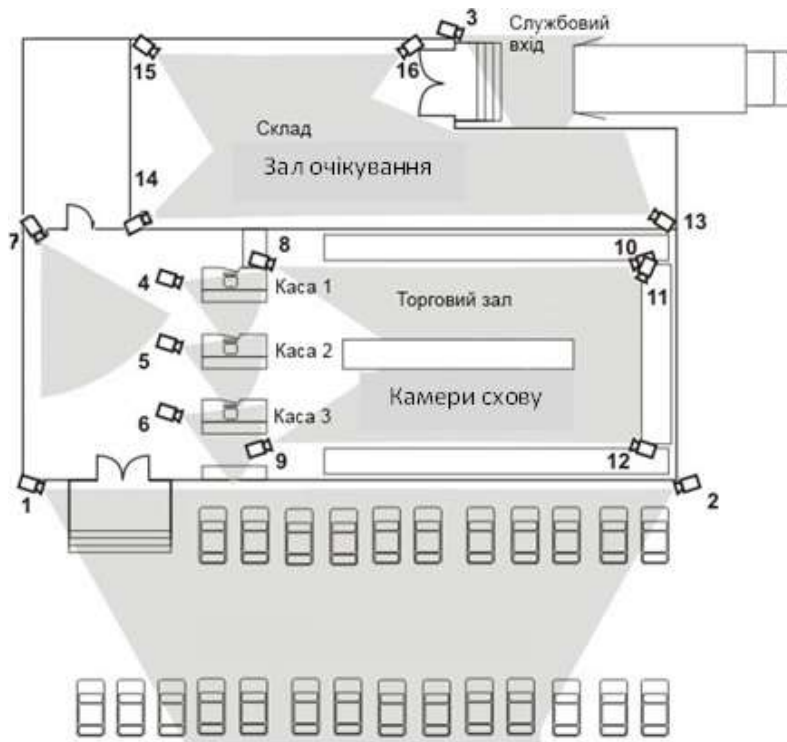 3
Службовий
вхід
15
16
Склад
Зал очікування
14
7
13
8
10
4
Каса 1
11
Торговий зал
5
Каса 2
Камери схову
6
Каса 3
9
12
1
2